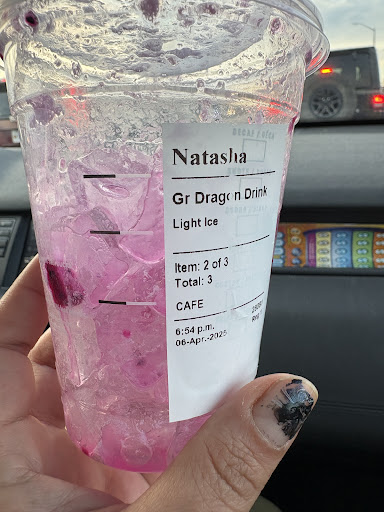 Natasha
Gr Dragon Drink
Light Ice
Item: 2 of 3
Total: 3
CAFE
6:54 p.m.
06-Apr.-2025